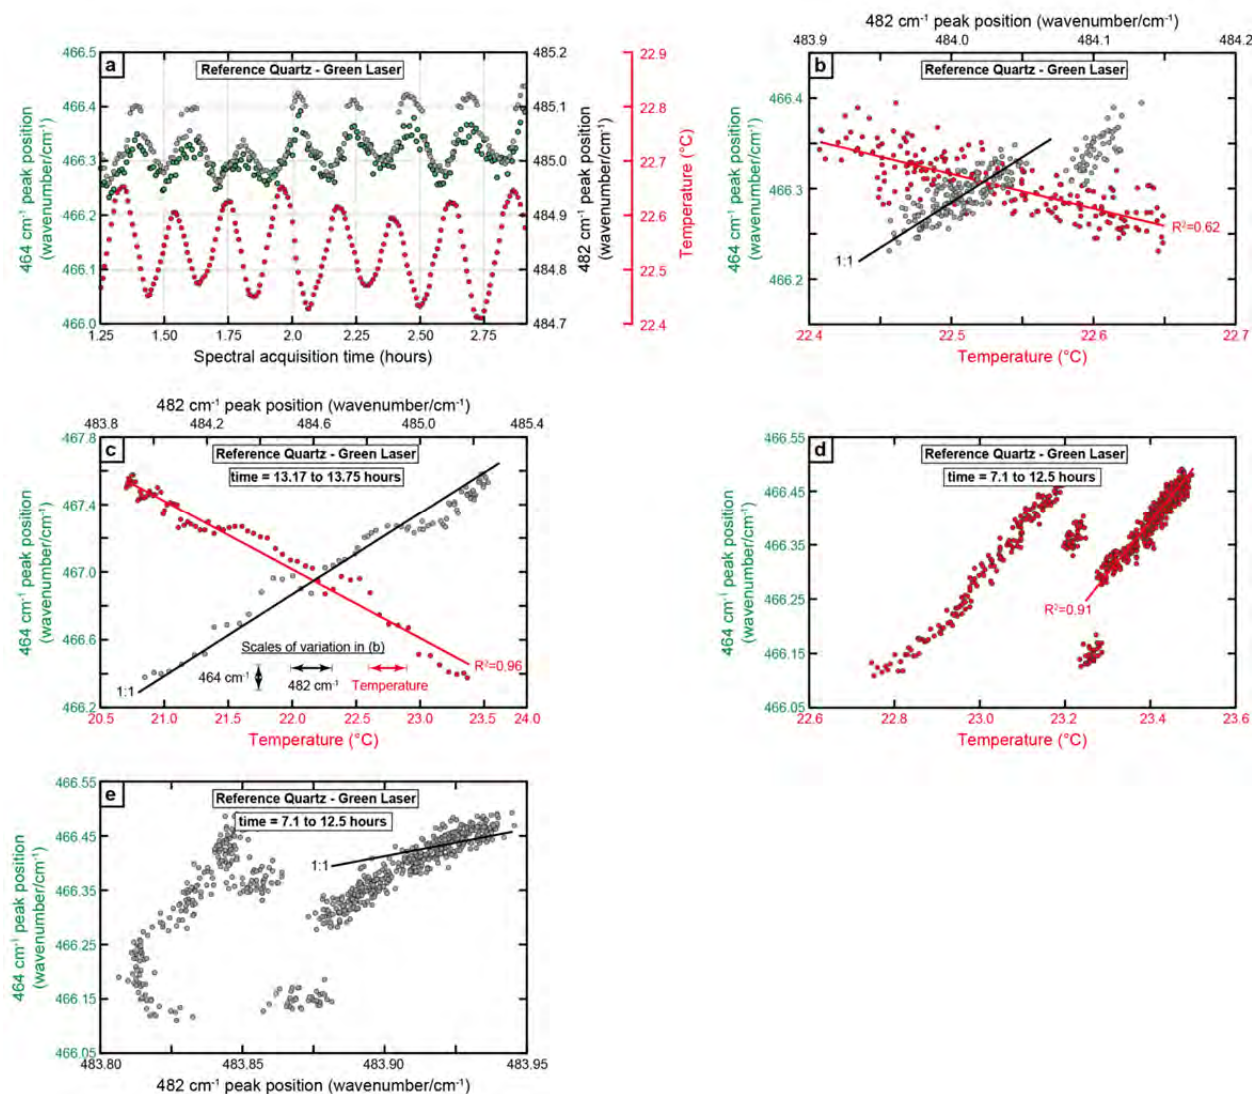 a
Reference Quartz - Green Laser
464 cm⁻¹ peak position
(wavenumber/cm⁻¹)
466.5
466.4
466.3
466.2
466.1
466.0
1.25
1.50
1.75
2.00
2.25
2.50
2.75
Spectral acquisition time (hours)
485.2
485.1
485.0
484.9
484.8
484.7
482 cm⁻¹ peak position
(wavenumber/cm⁻¹)
22.9
22.8
22.7
22.6
22.5
22.4
Temperature (°C)
482 cm⁻¹ peak position (wavenumber/cm⁻¹)
483.9
484.0
484.1
484.2
b
Reference Quartz - Green Laser
464 cm⁻¹ peak position
(wavenumber/cm⁻¹)
466.4
466.3
466.2
R²=0.62
1:1
22.4
22.5
22.6
22.7
Temperature (°C)
482 cm⁻¹ peak position (wavenumber/cm⁻¹)
483.8
484.2
484.6
485.0
485.4
c
Reference Quartz - Green Laser
time = 13.17 to 13.75 hours
464 cm⁻¹ peak position
(wavenumber/cm⁻¹)
467.8
467.4
467.0
466.6
466.2
Scales of variation in (b)
464 cm⁻¹
482 cm⁻¹
Temperature
R²=0.96
1:1
20.5
21.0
21.5
22.0
22.5
23.0
23.5
24.0
Temperature (°C)
d
Reference Quartz - Green Laser
time = 7.1 to 12.5 hours
464 cm⁻¹ peak position
(wavenumber/cm⁻¹)
466.55
466.45
466.35
466.25
466.15
466.05
R²=0.91
22.6
22.8
23.0
23.2
23.4
23.6
Temperature (°C)
e
Reference Quartz - Green Laser
time = 7.1 to 12.5 hours
464 cm⁻¹ peak position
(wavenumber/cm⁻¹)
466.55
466.45
466.35
466.25
466.15
466.05
1:1
483.80
483.85
483.90
483.95
482 cm⁻¹ peak position (wavenumber/cm⁻¹)